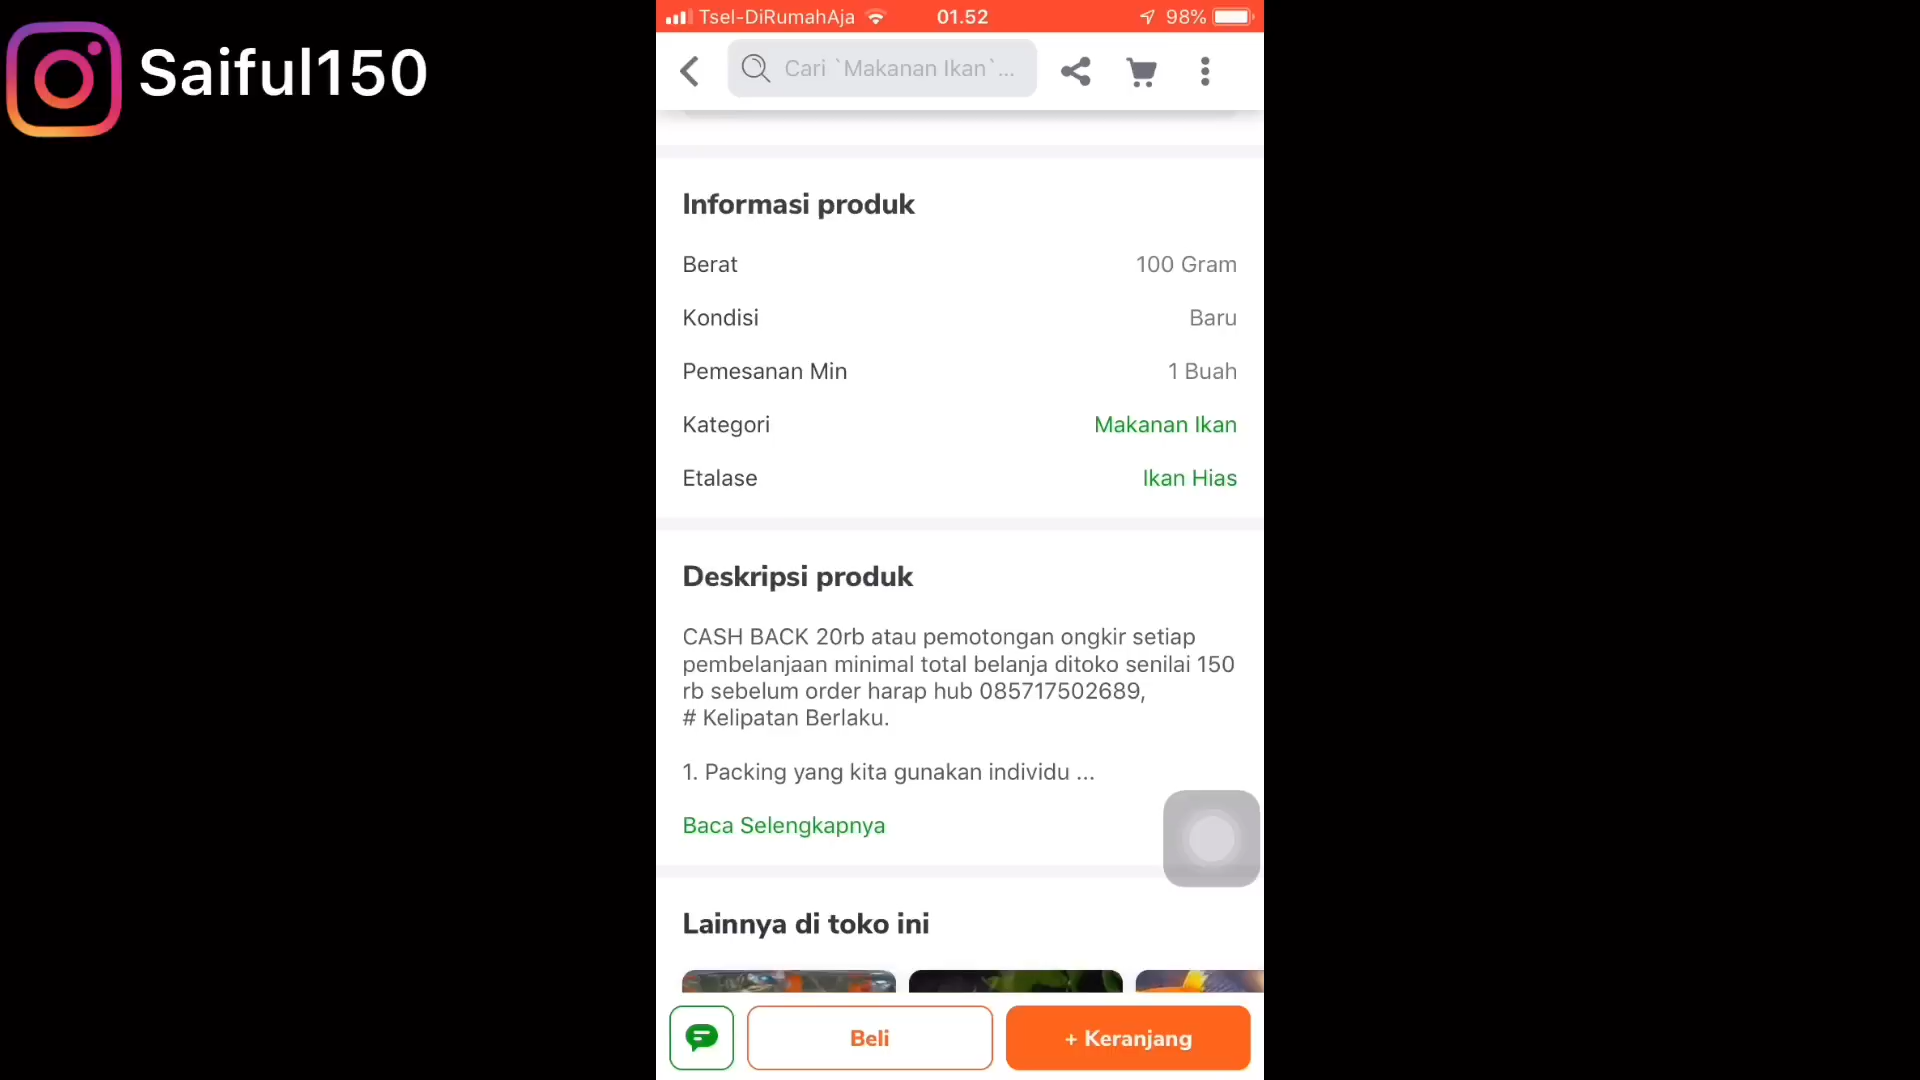 Saiful150
Tsel-DiRumahAja 01.52 98%
Cari `Makanan Ikan`...
Informasi produk
Berat 100 Gram
Kondisi Baru
Pemesanan Min 1 Buah
Kategori Makanan Ikan
Etalase Ikan Hias
Deskripsi produk
CASH BACK 20rb atau pemotongan ongkir setiap
pembelanjaan minimal total belanja ditoko senilai 150
rb sebelum order harap hub 085717502689,
# Kelipatan Berlaku.
1. Packing yang kita gunakan individu ...
Baca Selengkapnya
Lainnya di toko ini
Beli
+ Keranjang